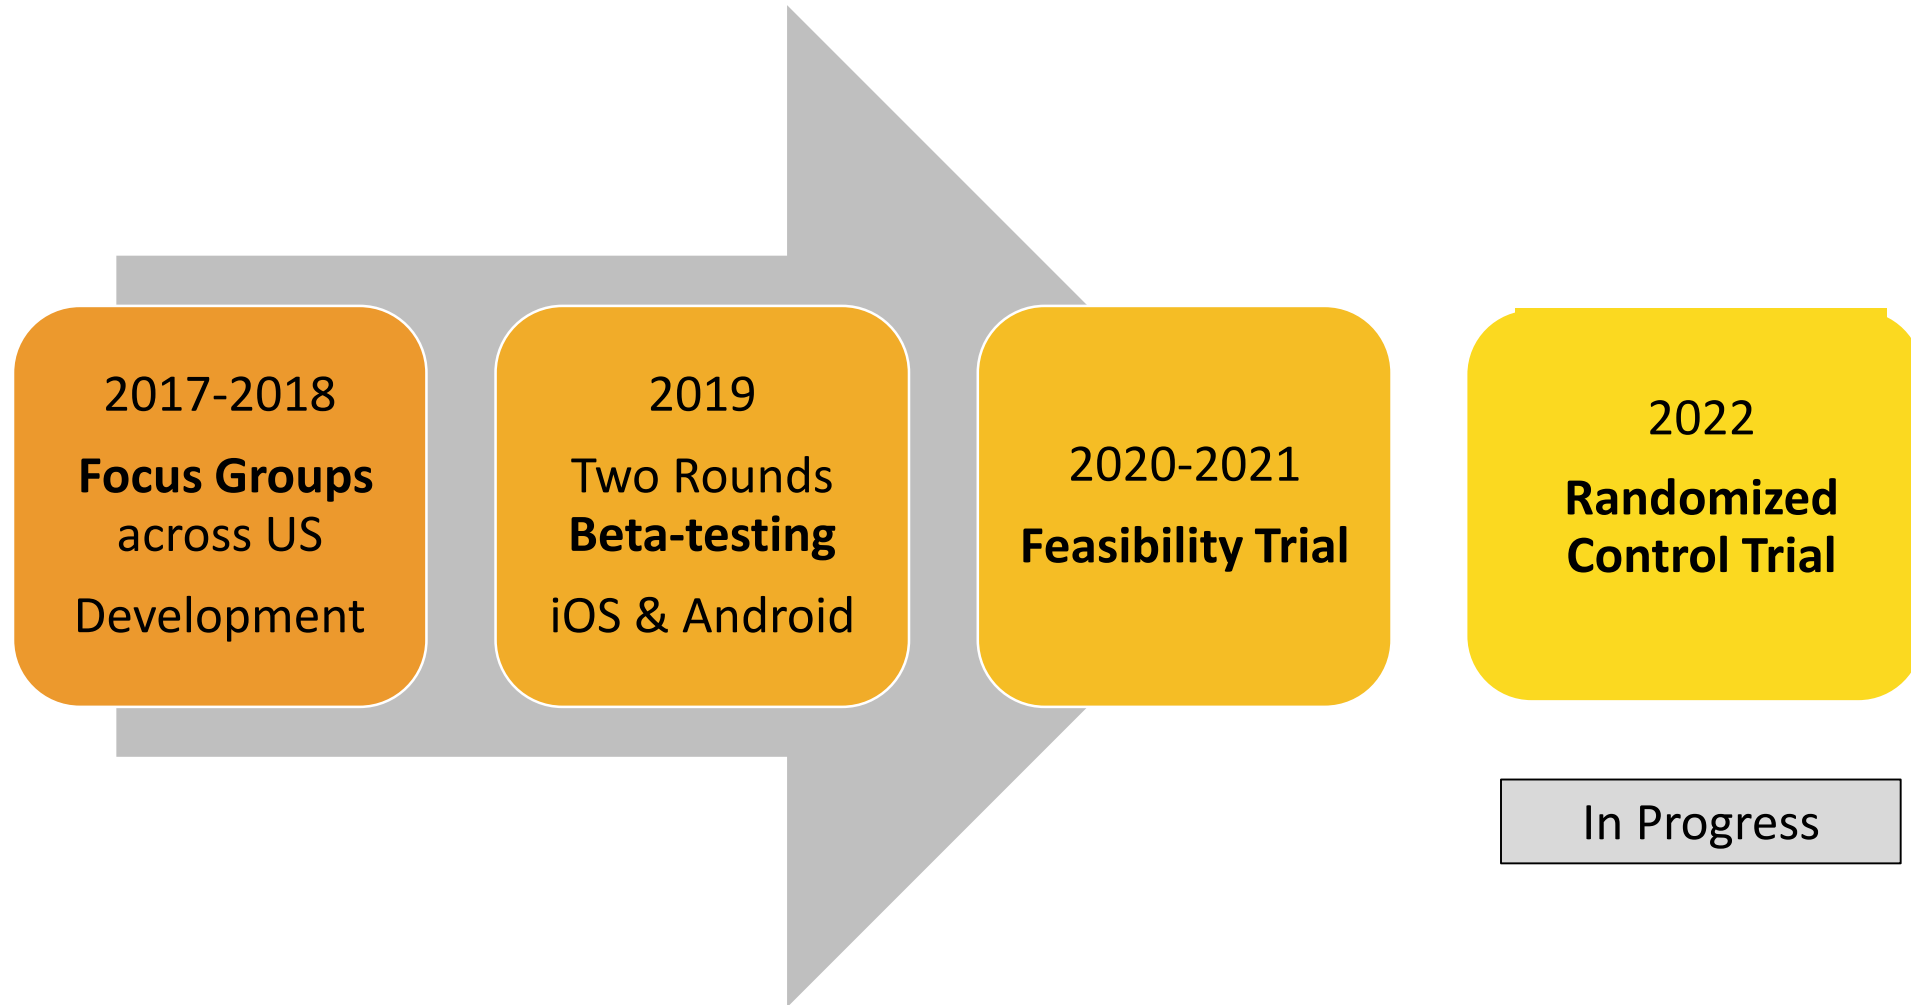 2017-2018
Focus Groups
across US
Development
2019
Two Rounds
Beta-testing
iOS & Android
2020-2021
Feasibility Trial
2022
Randomized
Control Trial
In Progress